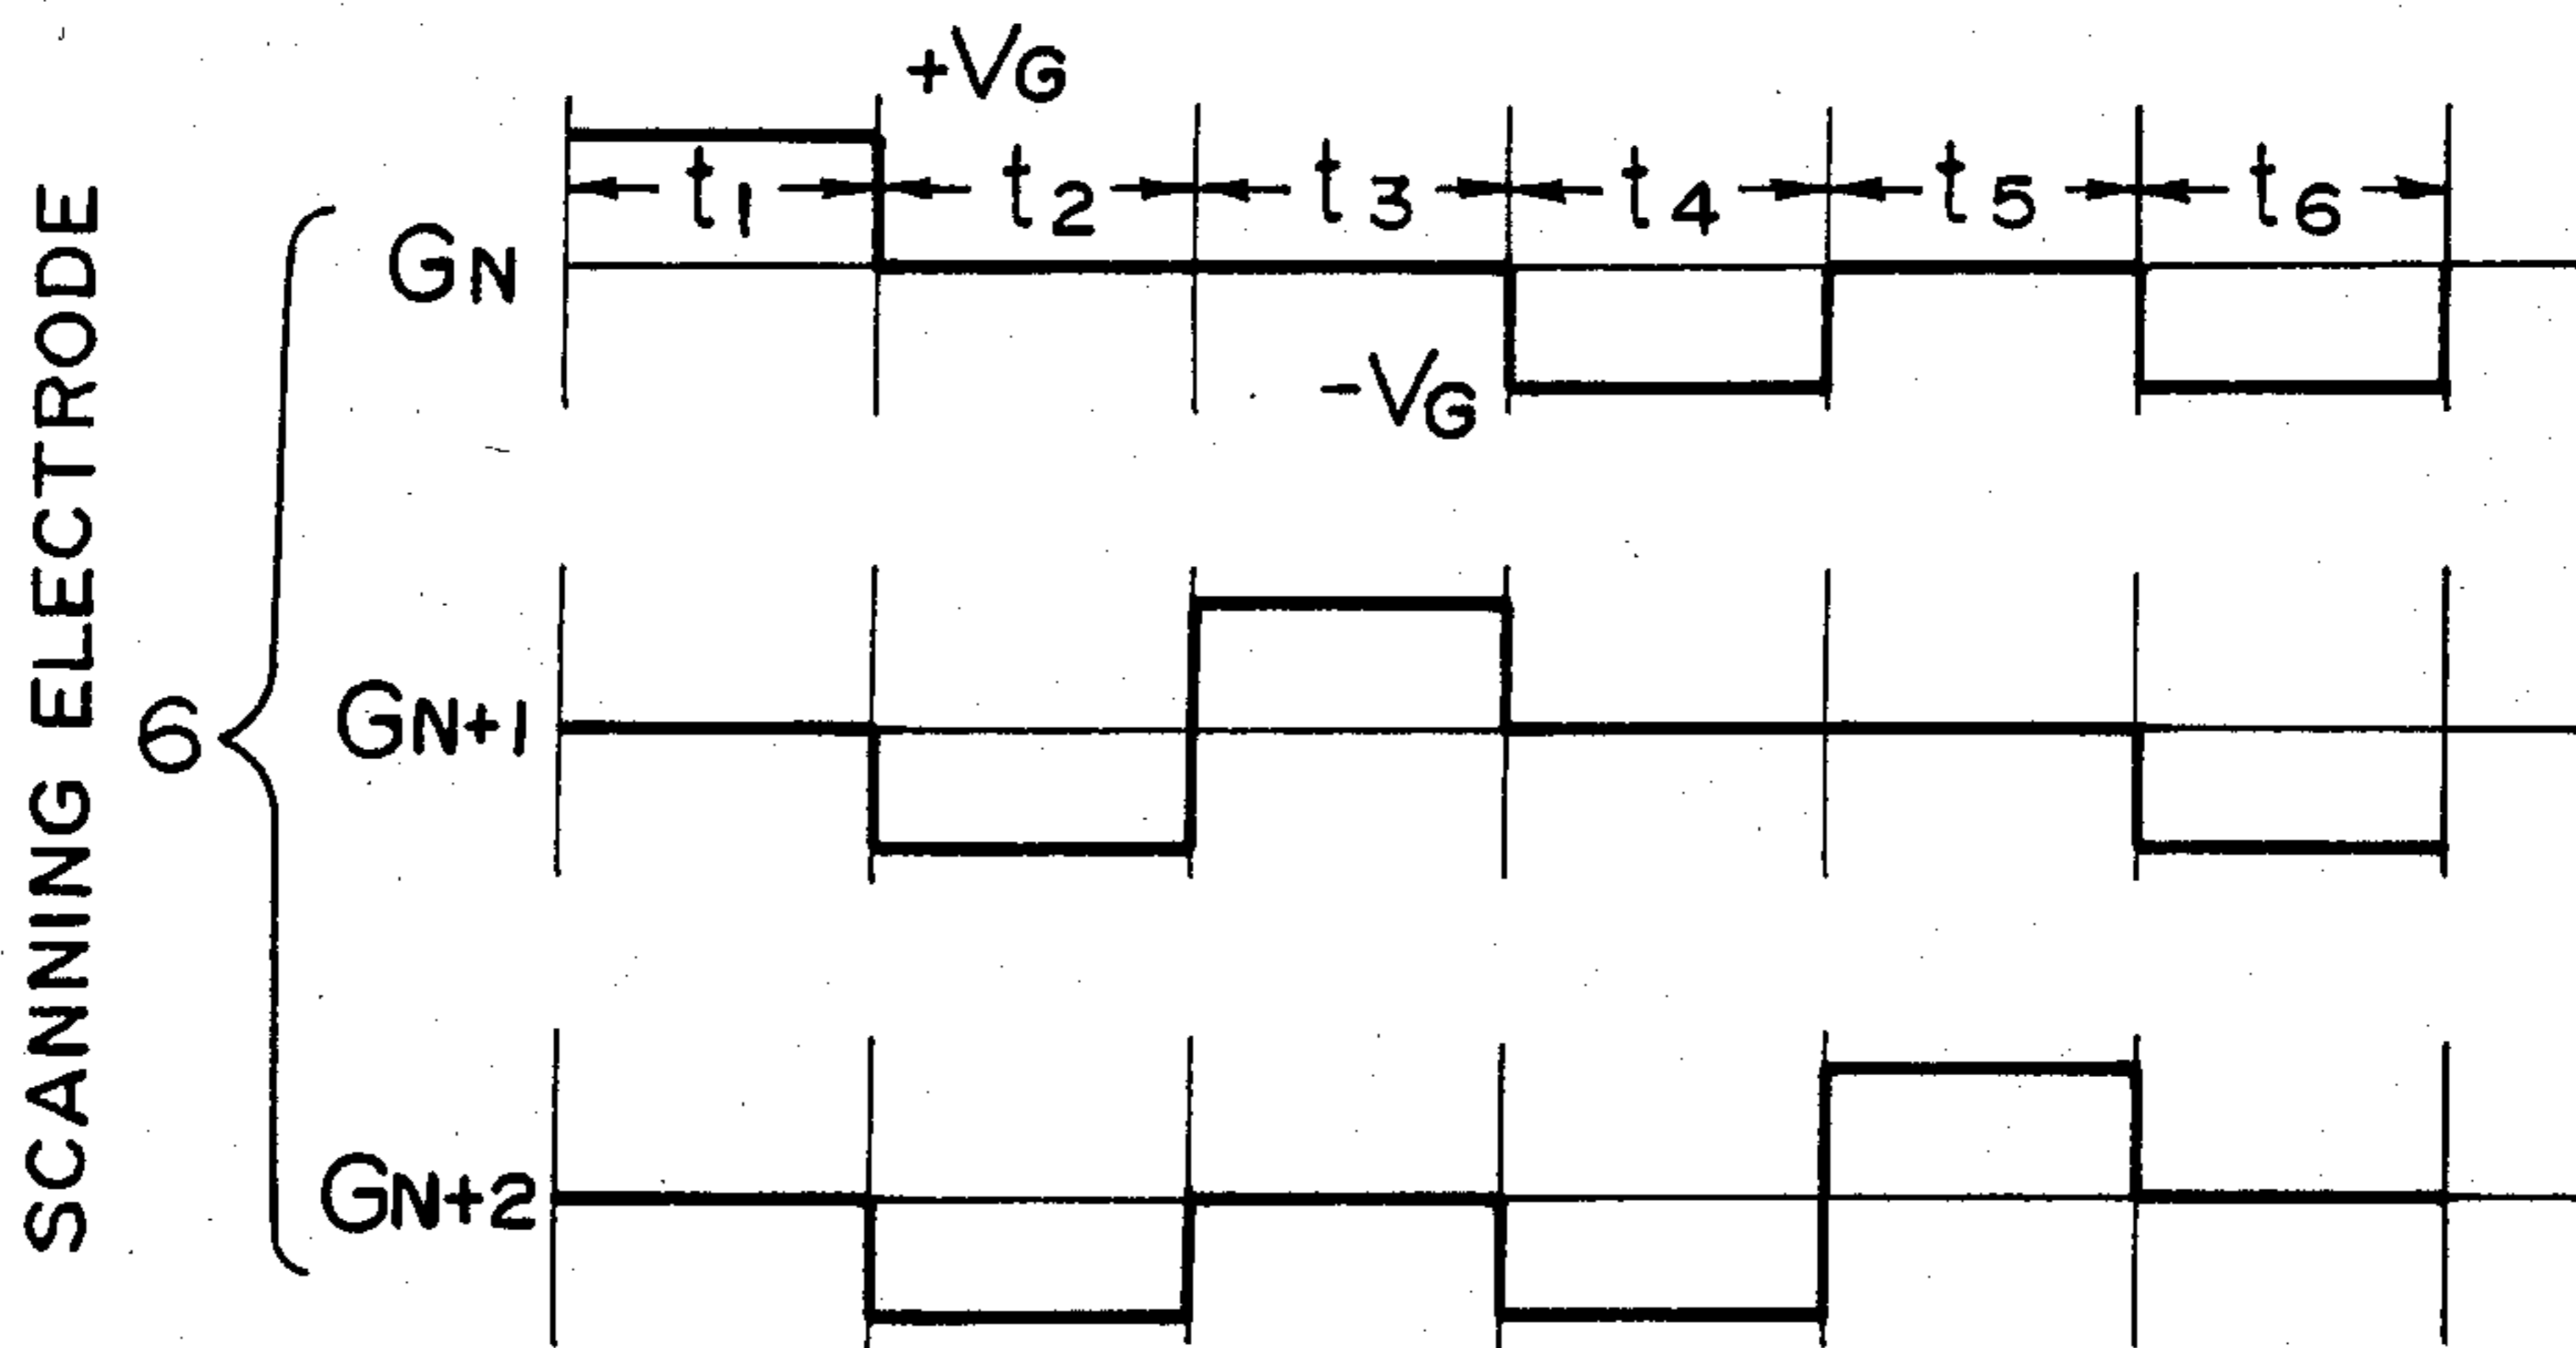 SCANNING ELECTRODE
6
+VG
GN
t1 t2 t3 t4 t5 t6
-VG
GN+1
GN+2